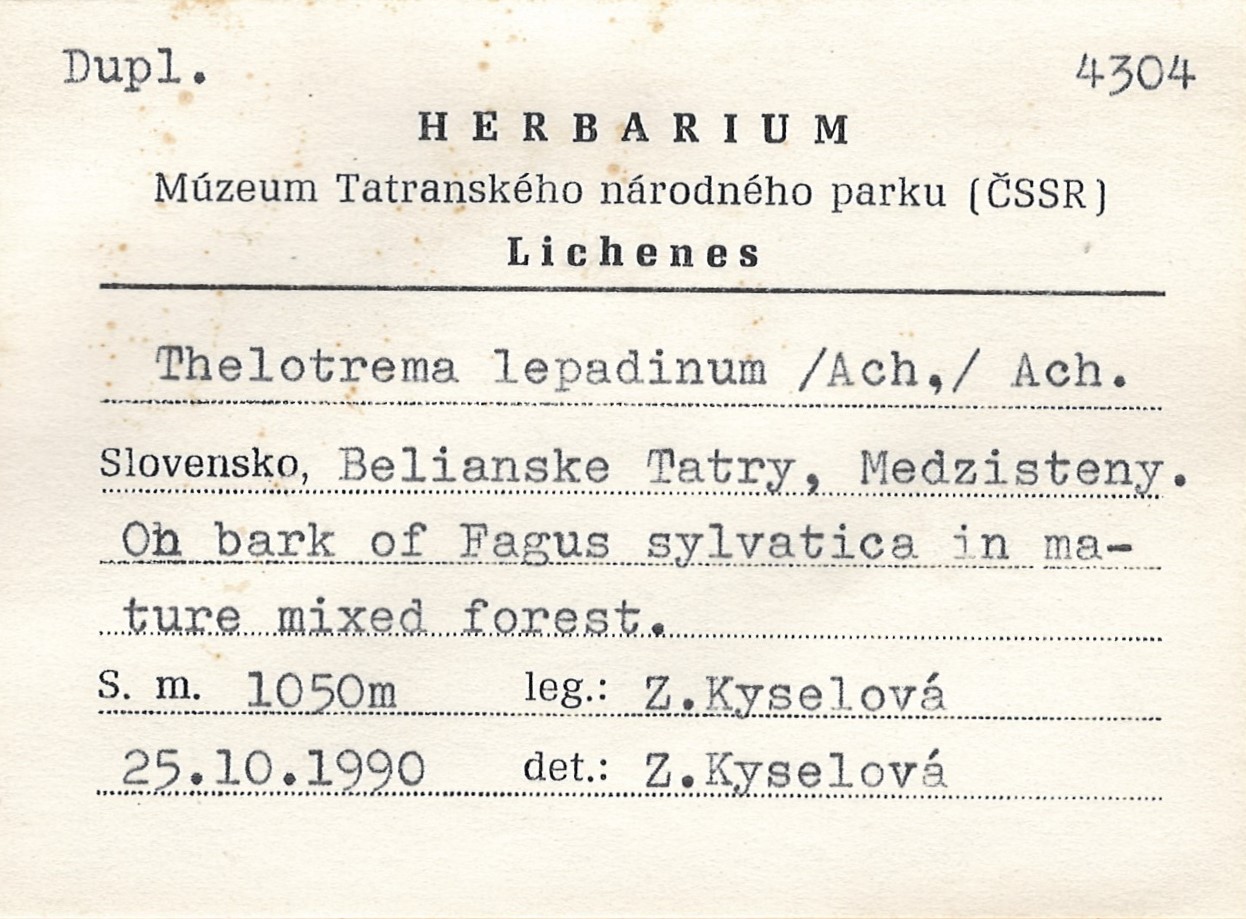 Dupl. 4304
HERBARIUM
Múzeum Tatranského národného parku (ČSSR)
Lichenes
Thelotrema lepadinum /Ach,/ Ach.
Slovensko, Belianske Tatry, Medzisteny.
On bark of Fagus sylvatica in ma-
ture mixed forest.
S. m. 1050m leg.: Z.Kyselová
25.10.1990 det.: Z.Kyselová